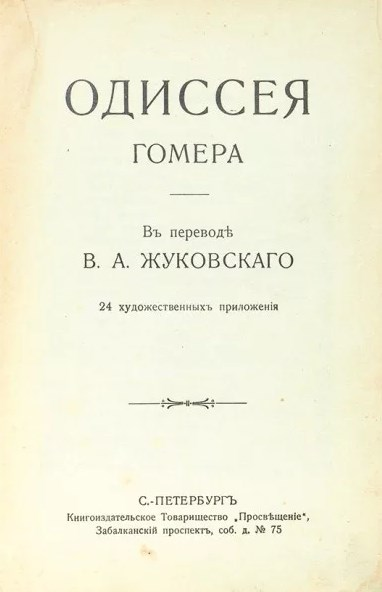 ОДИССЕЯ
ГОМЕРА
Въ переводѣ
В. А. ЖУКОВСКАГО
24 художественныхъ приложенія
С.-ПЕТЕРБУРГЪ
Книгоиздательское Товарищество „Просвѣщеніе“,
Забалканскій проспектъ, соб. д. № 75